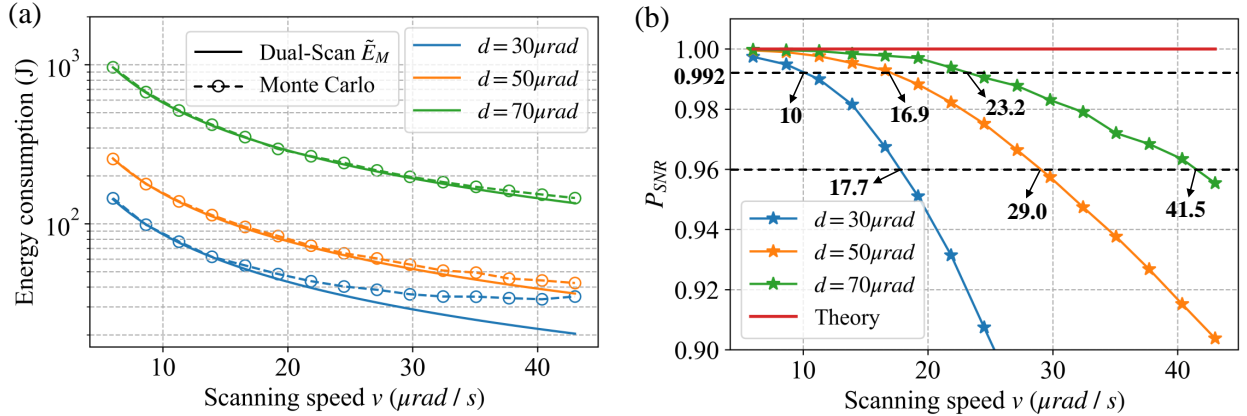 (a)
Energy consumption (J)
10³
10²
Dual-Scan Ẽ_M
Monte Carlo
d = 30μrad
d = 50μrad
d = 70μrad
10
20
30
40
Scanning speed v (μrad / s)
(b)
P_SNR
1.00
0.992
0.98
0.96
0.94
0.92
0.90
10
16.9
23.2
17.7
29.0
41.5
d = 30μrad
d = 50μrad
d = 70μrad
Theory
10
20
30
40
Scanning speed v (μrad / s)